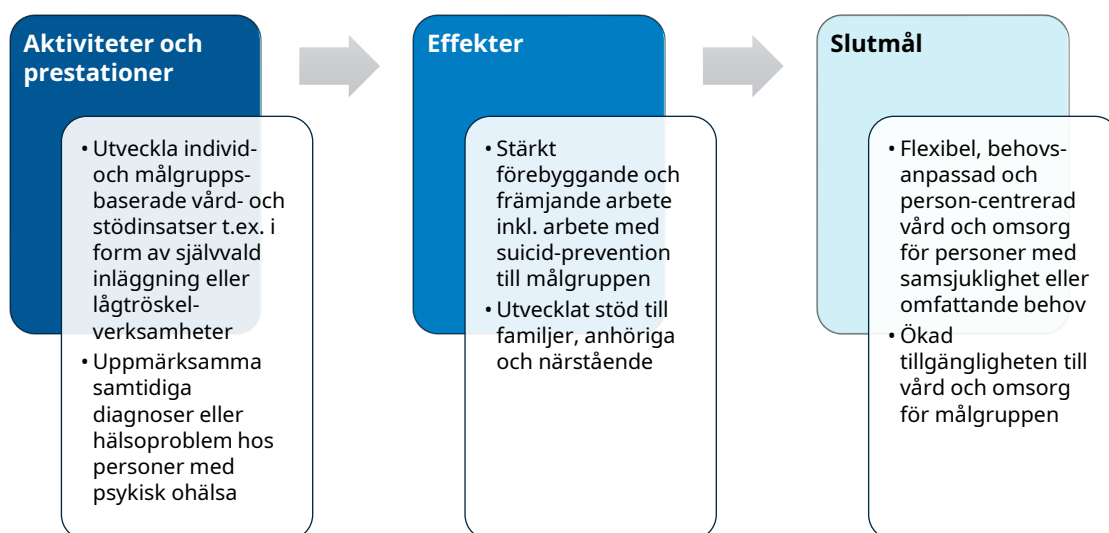 Aktiviteter och
prestationer
• Utveckla individ-
och målgrupps-
baserade vård- och
stödinsatser t.ex. i
form av självvald
inläggning eller
lågtröskel-
verksamheter
• Uppmärksamma
samtidiga
diagnoser eller
hälsoproblem hos
personer med
psykisk ohälsa
Effekter
• Stärkt
förebyggande och
främjande arbete
inkl. arbete med
suicid-prevention
till målgruppen
• Utvecklat stöd till
familjer, anhöriga
och närstående
Slutmål
• Flexibel, behovs-
anpassad och
person-centrerad
vård och omsorg
för personer med
samsjuklighet eller
omfattande behov
• Ökad
tillgängligheten till
vård och omsorg
för målgruppen